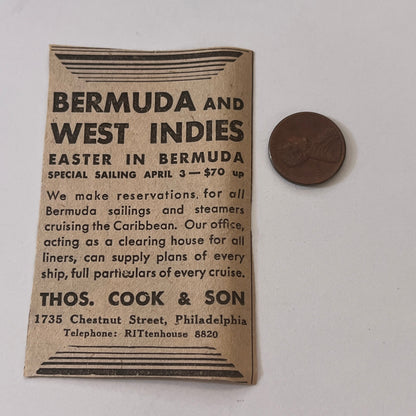 BERMUDA AND
WEST INDIES
EASTER IN BERMUDA
SPECIAL SAILING APRIL 3—$70 up
We make reservations for all
Bermuda sailings and steamers
cruising the Caribbean. Our office,
acting as a clearing house for all
liners, can supply plans of every
ship, full particulars of every cruise.
THOS. COOK & SON
1735 Chestnut Street, Philadelphia
Telephone: RITtenhouse 8820